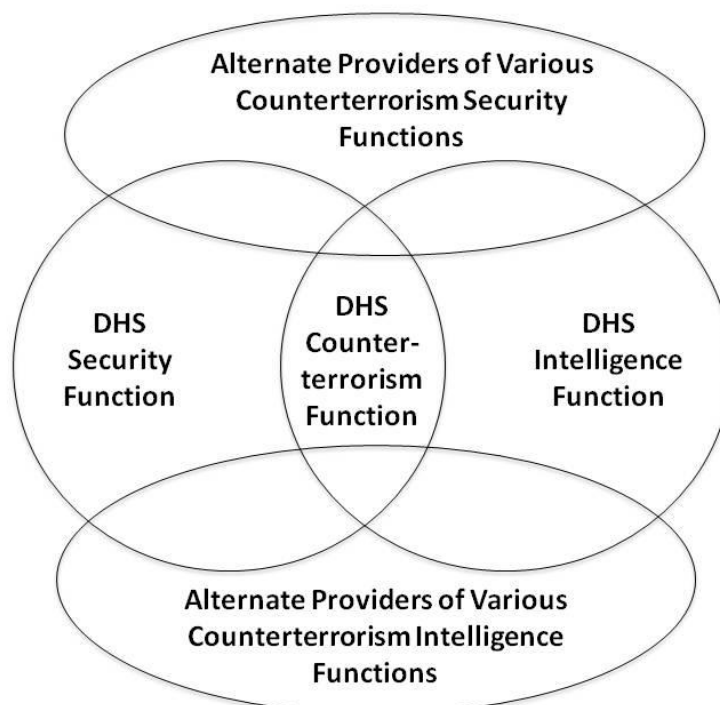 Alternate Providers of Various
Counterterrorism Security
Functions
DHS
Security
Function
DHS
Counter-
terrorism
Function
DHS
Intelligence
Function
Alternate Providers of Various
Counterterrorism Intelligence
Functions